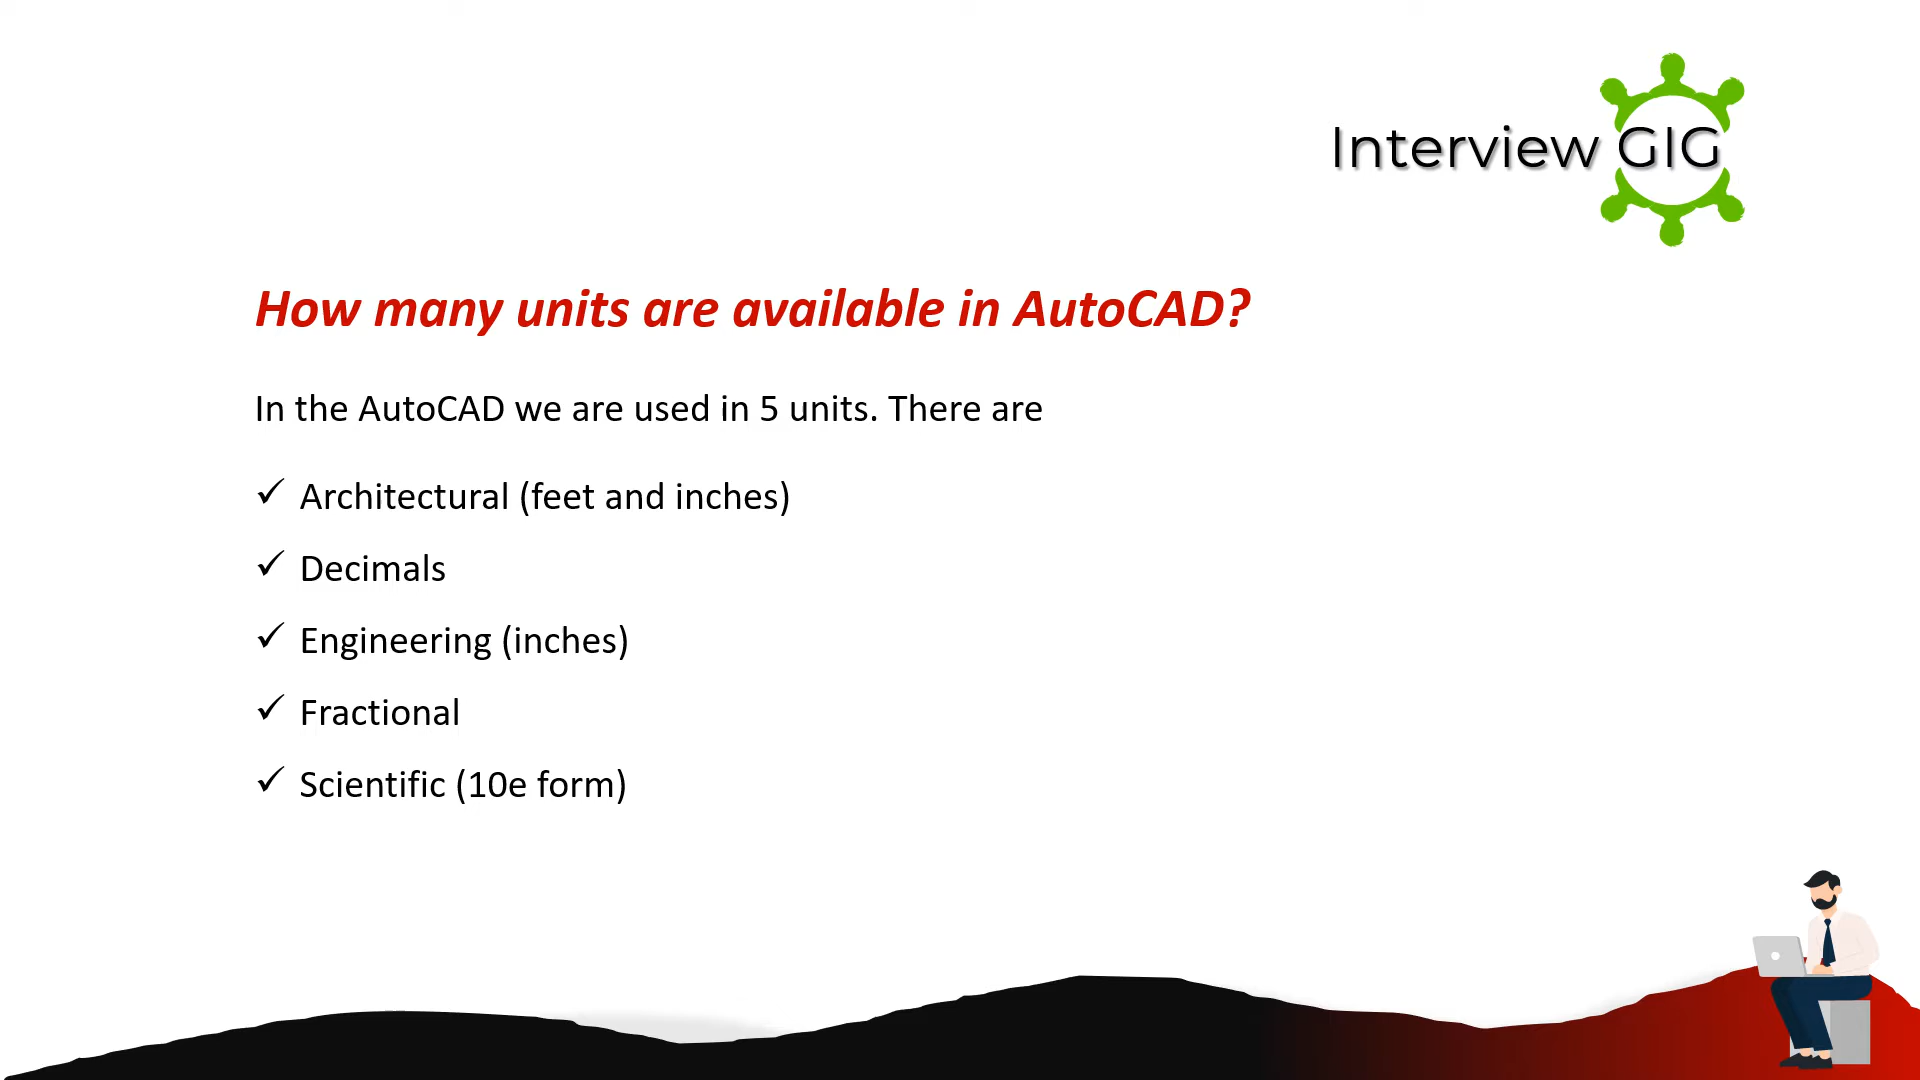 Interview GIG
How many units are available in AutoCAD?
In the AutoCAD we are used in 5 units. There are
✓ Architectural (feet and inches)
✓ Decimals
✓ Engineering (inches)
✓ Fractional
✓ Scientific (10e form)